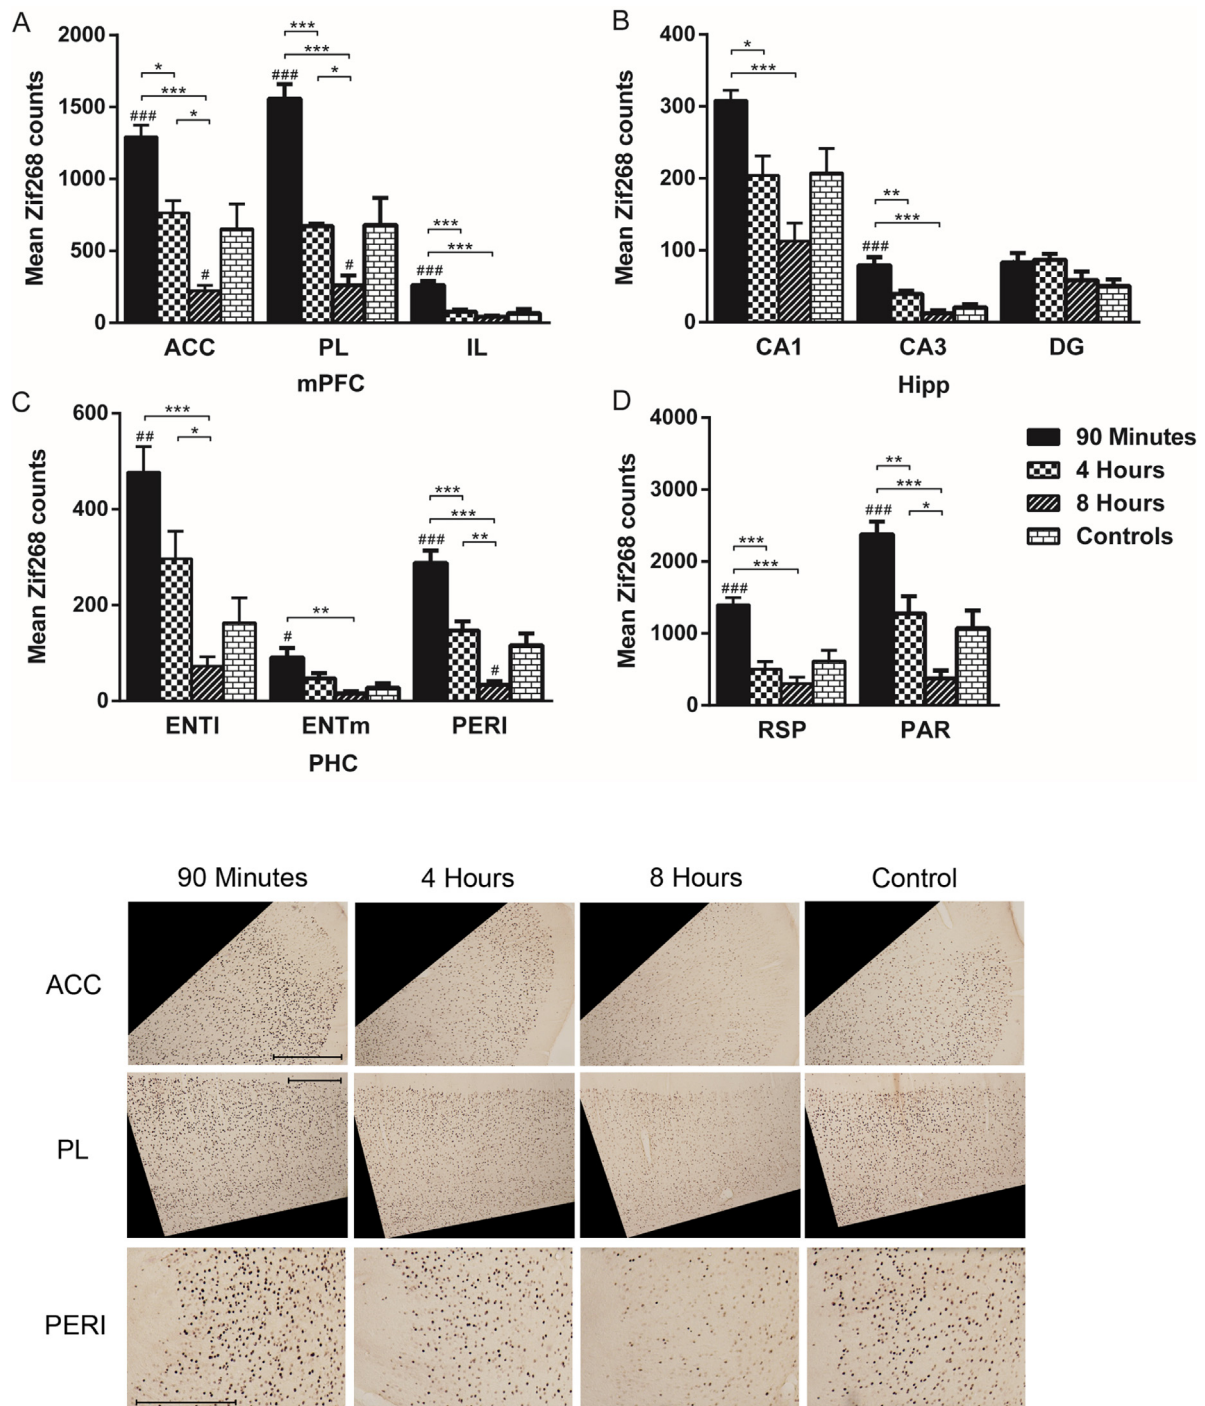 A
2000
1500
1000
500
0
Mean Zif268 counts
* *** * ###
*** *** * ###
*** *** ###
# #
ACC PL IL
mPFC
B
400
300
200
100
0
Mean Zif268 counts
* ***
** *** ###
CA1 CA3 DG
Hipp
C
600
400
200
0
Mean Zif268 counts
*** * ##
** #
*** *** ** ### #
ENTl ENTm PERI
PHC
D
4000
3000
2000
1000
0
Mean Zif268 counts
*** *** ###
** *** * ###
RSP PAR
90 Minutes
4 Hours
8 Hours
Controls
90 Minutes 4 Hours 8 Hours Control
ACC
PL
PERI